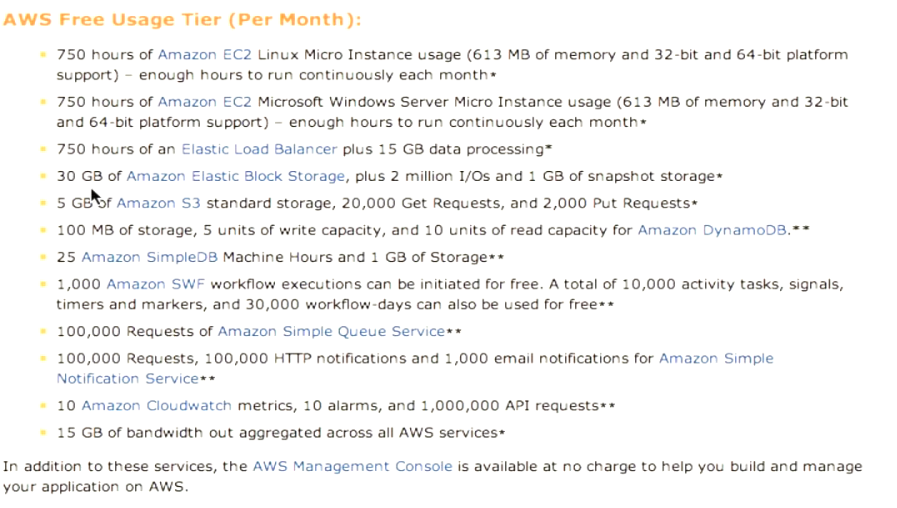 AWS Free Usage Tier (Per Month):
750 hours of Amazon EC2 Linux Micro Instance usage (613 MB of memory and 32-bit and 64-bit platform
support) – enough hours to run continuously each month*
750 hours of Amazon EC2 Microsoft Windows Server Micro Instance usage (613 MB of memory and 32-bit
and 64-bit platform support) – enough hours to run continuously each month*
750 hours of an Elastic Load Balancer plus 15 GB data processing*
30 GB of Amazon Elastic Block Storage, plus 2 million I/Os and 1 GB of snapshot storage*
5 GB of Amazon S3 standard storage, 20,000 Get Requests, and 2,000 Put Requests*
100 MB of storage, 5 units of write capacity, and 10 units of read capacity for Amazon DynamoDB.**
25 Amazon SimpleDB Machine Hours and 1 GB of Storage**
1,000 Amazon SWF workflow executions can be initiated for free. A total of 10,000 activity tasks, signals,
timers and markers, and 30,000 workflow-days can also be used for free**
100,000 Requests of Amazon Simple Queue Service**
100,000 Requests, 100,000 HTTP notifications and 1,000 email notifications for Amazon Simple
Notification Service**
10 Amazon Cloudwatch metrics, 10 alarms, and 1,000,000 API requests**
15 GB of bandwidth out aggregated across all AWS services*
In addition to these services, the AWS Management Console is available at no charge to help you build and manage
your application on AWS.